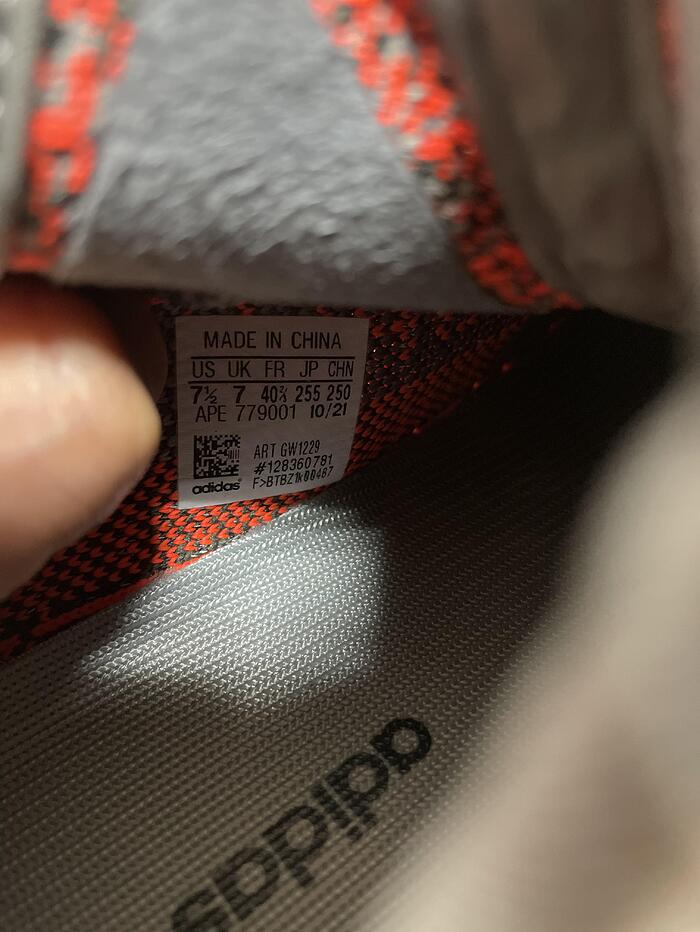 MADE IN CHINA
US UK FR JP CHN
7½ 7 40⅔ 255 250
APE 779001 10/21
ART GW1229
#128360781
adidas
F>BTBZ1k00487
adidas